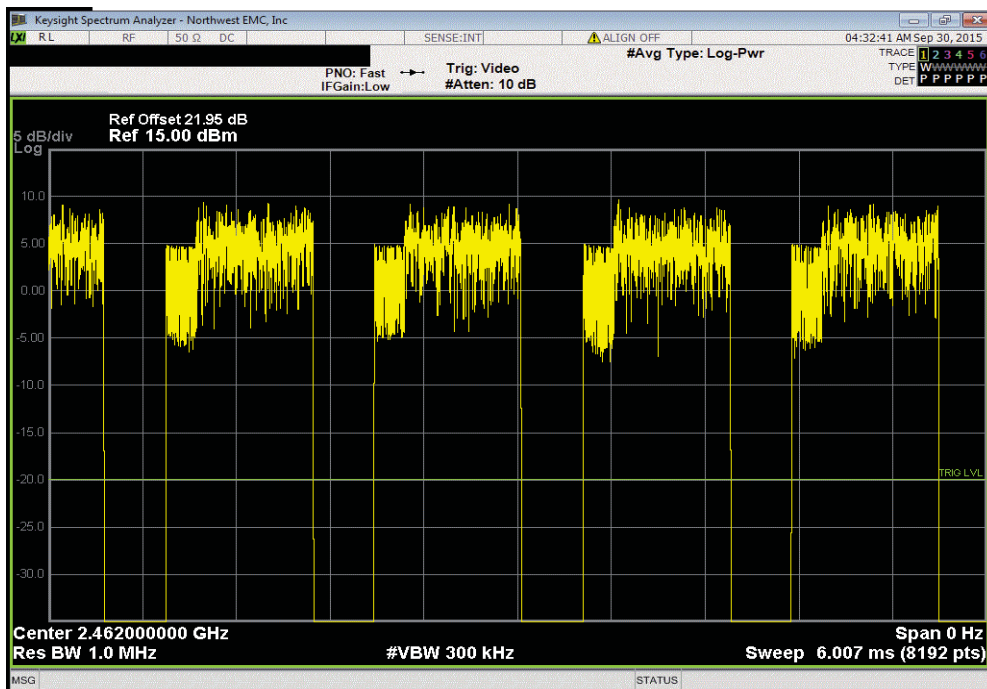 Keysight Spectrum Analyzer - Northwest EMC, Inc
LXI RL RF 50 Ω DC SENSE:INT ALIGN OFF 04:32:41 AM Sep 30, 2015
#Avg Type: Log-Pwr
TRACE 1 2 3 4 5 6
PNO: Fast Trig: Video
TYPE WWWWWW
IFGain:Low #Atten: 10 dB
DET P P P P P P
Ref Offset 21.95 dB
5 dB/div Ref 15.00 dBm
Log
10.0
5.00
0.00
-5.00
-10.0
-15.0
-20.0
TRIG LVL
-25.0
-30.0
Center 2.462000000 GHz Span 0 Hz
Res BW 1.0 MHz #VBW 300 kHz Sweep 6.007 ms (8192 pts)
MSG STATUS